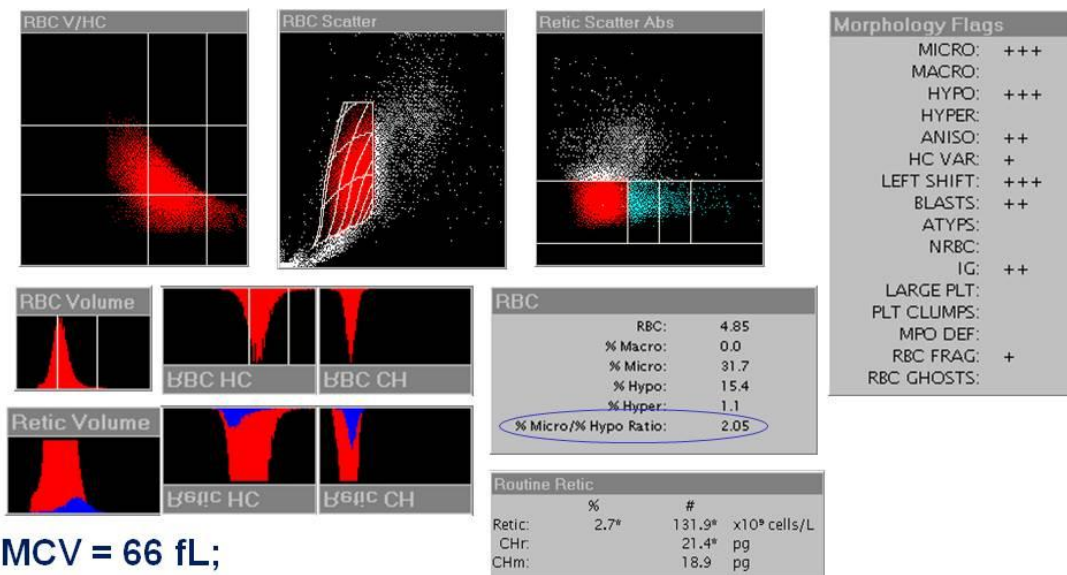 RBC V/HC
RBC Scatter
Retic Scatter Abs
Morphology Flags
MICRO: +++
MACRO:
HYPO: +++
HYPER:
ANISO: ++
HC VAR: +
LEFT SHIFT: +++
BLASTS: ++
ATYPS:
NRBC:
IG: ++
LARGE PLT:
PLT CLUMPS:
MPO DEF:
RBC FRAG: +
RBC GHOSTS:
RBC Volume
RBC HC
RBC CH
RBC
RBC: 4.85
% Macro: 0.0
% Micro: 31.7
% Hypo: 15.4
% Hyper: 1.1
% Micro/% Hypo Ratio: 2.05
Retic Volume
Retic HC
Retic CH
Routine Retic
% #
Retic: 2.7* 131.9* x10⁹ cells/L
CHr: 21.4* pg
CHm: 18.9 pg
MCV = 66 fL;